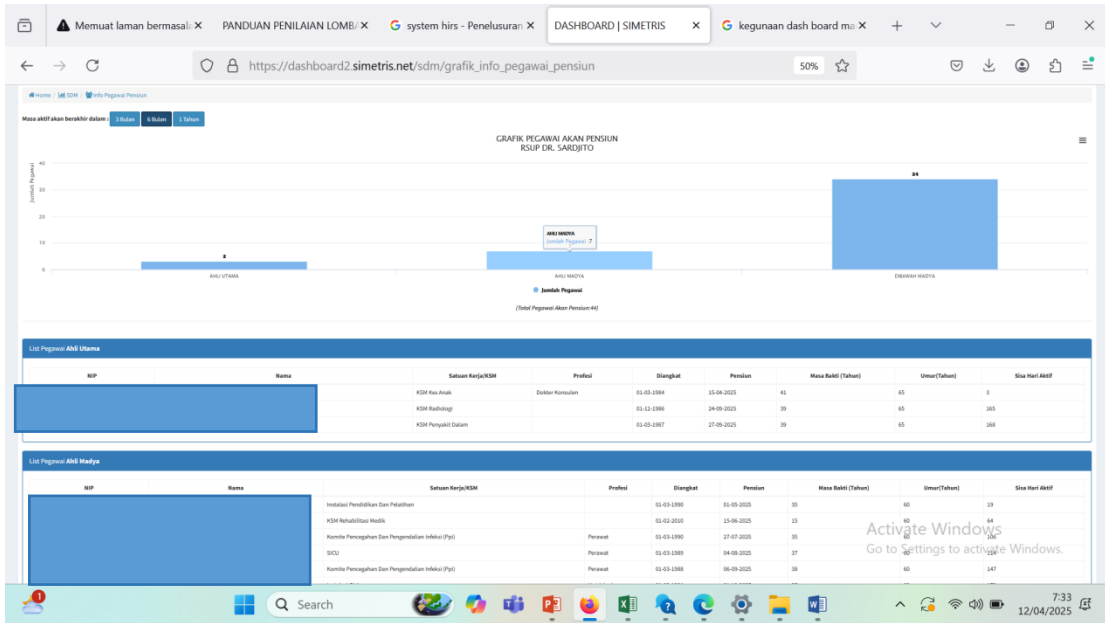 Memuat laman bermasala
PANDUAN PENILAIAN LOMB
system hirs - Penelusuran
DASHBOARD | SIMETRIS
kegunaan dash board ma
https://dashboard2.simetris.net/sdm/grafik_info_pegawai_pensiun
50%
Home / SDM / Info Pegawai Pensiun
Masa aktif akan berakhir dalam : 3 Bulan 6 Bulan 1 Tahun
GRAFIK PEGAWAI AKAN PENSIUN
RSUP DR. SARDJITO
Jumlah Pegawai
40
30
20
10
0
3
34
AHLI MADYA
Jumlah Pegawai :7
AHLI UTAMA
AHLI MADYA
DIBAWAH MADYA
Jumlah Pegawai
(Total Pegawai Akan Pensiun:44)
List Pegawai Ahli Utama
NIP Nama Satuan Kerja/KSM Profesi Diangkat Pensiun Masa Bakti (Tahun) Umur(Tahun) Sisa Hari Aktif
KSM Kes Anak Dokter Konsulen 01-03-1984 15-04-2025 41 65 3
KSM Radiologi 01-12-1986 24-09-2025 39 65 165
KSM Penyakit Dalam 01-03-1987 27-09-2025 39 65 168
List Pegawai Ahli Madya
NIP Nama Satuan Kerja/KSM Profesi Diangkat Pensiun Masa Bakti (Tahun) Umur(Tahun) Sisa Hari Aktif
Instalasi Pendidikan Dan Pelatihan 01-03-1990 01-05-2025 35 60 19
KSM Rehabilitasi Medik 01-02-2010 15-06-2025 15 60 64
Komite Pencegahan Dan Pengendalian Infeksi (Ppi) Perawat 01-03-1990 27-07-2025 35 60 106
SICU Perawat 01-03-1989 04-08-2025 37 60
Komite Pencegahan Dan Pengendalian Infeksi (Ppi) Perawat 01-03-1988 06-09-2025 38 60 147
Activate Windows
Go to Settings to activate Windows.
1
Search
7:33
12/04/2025